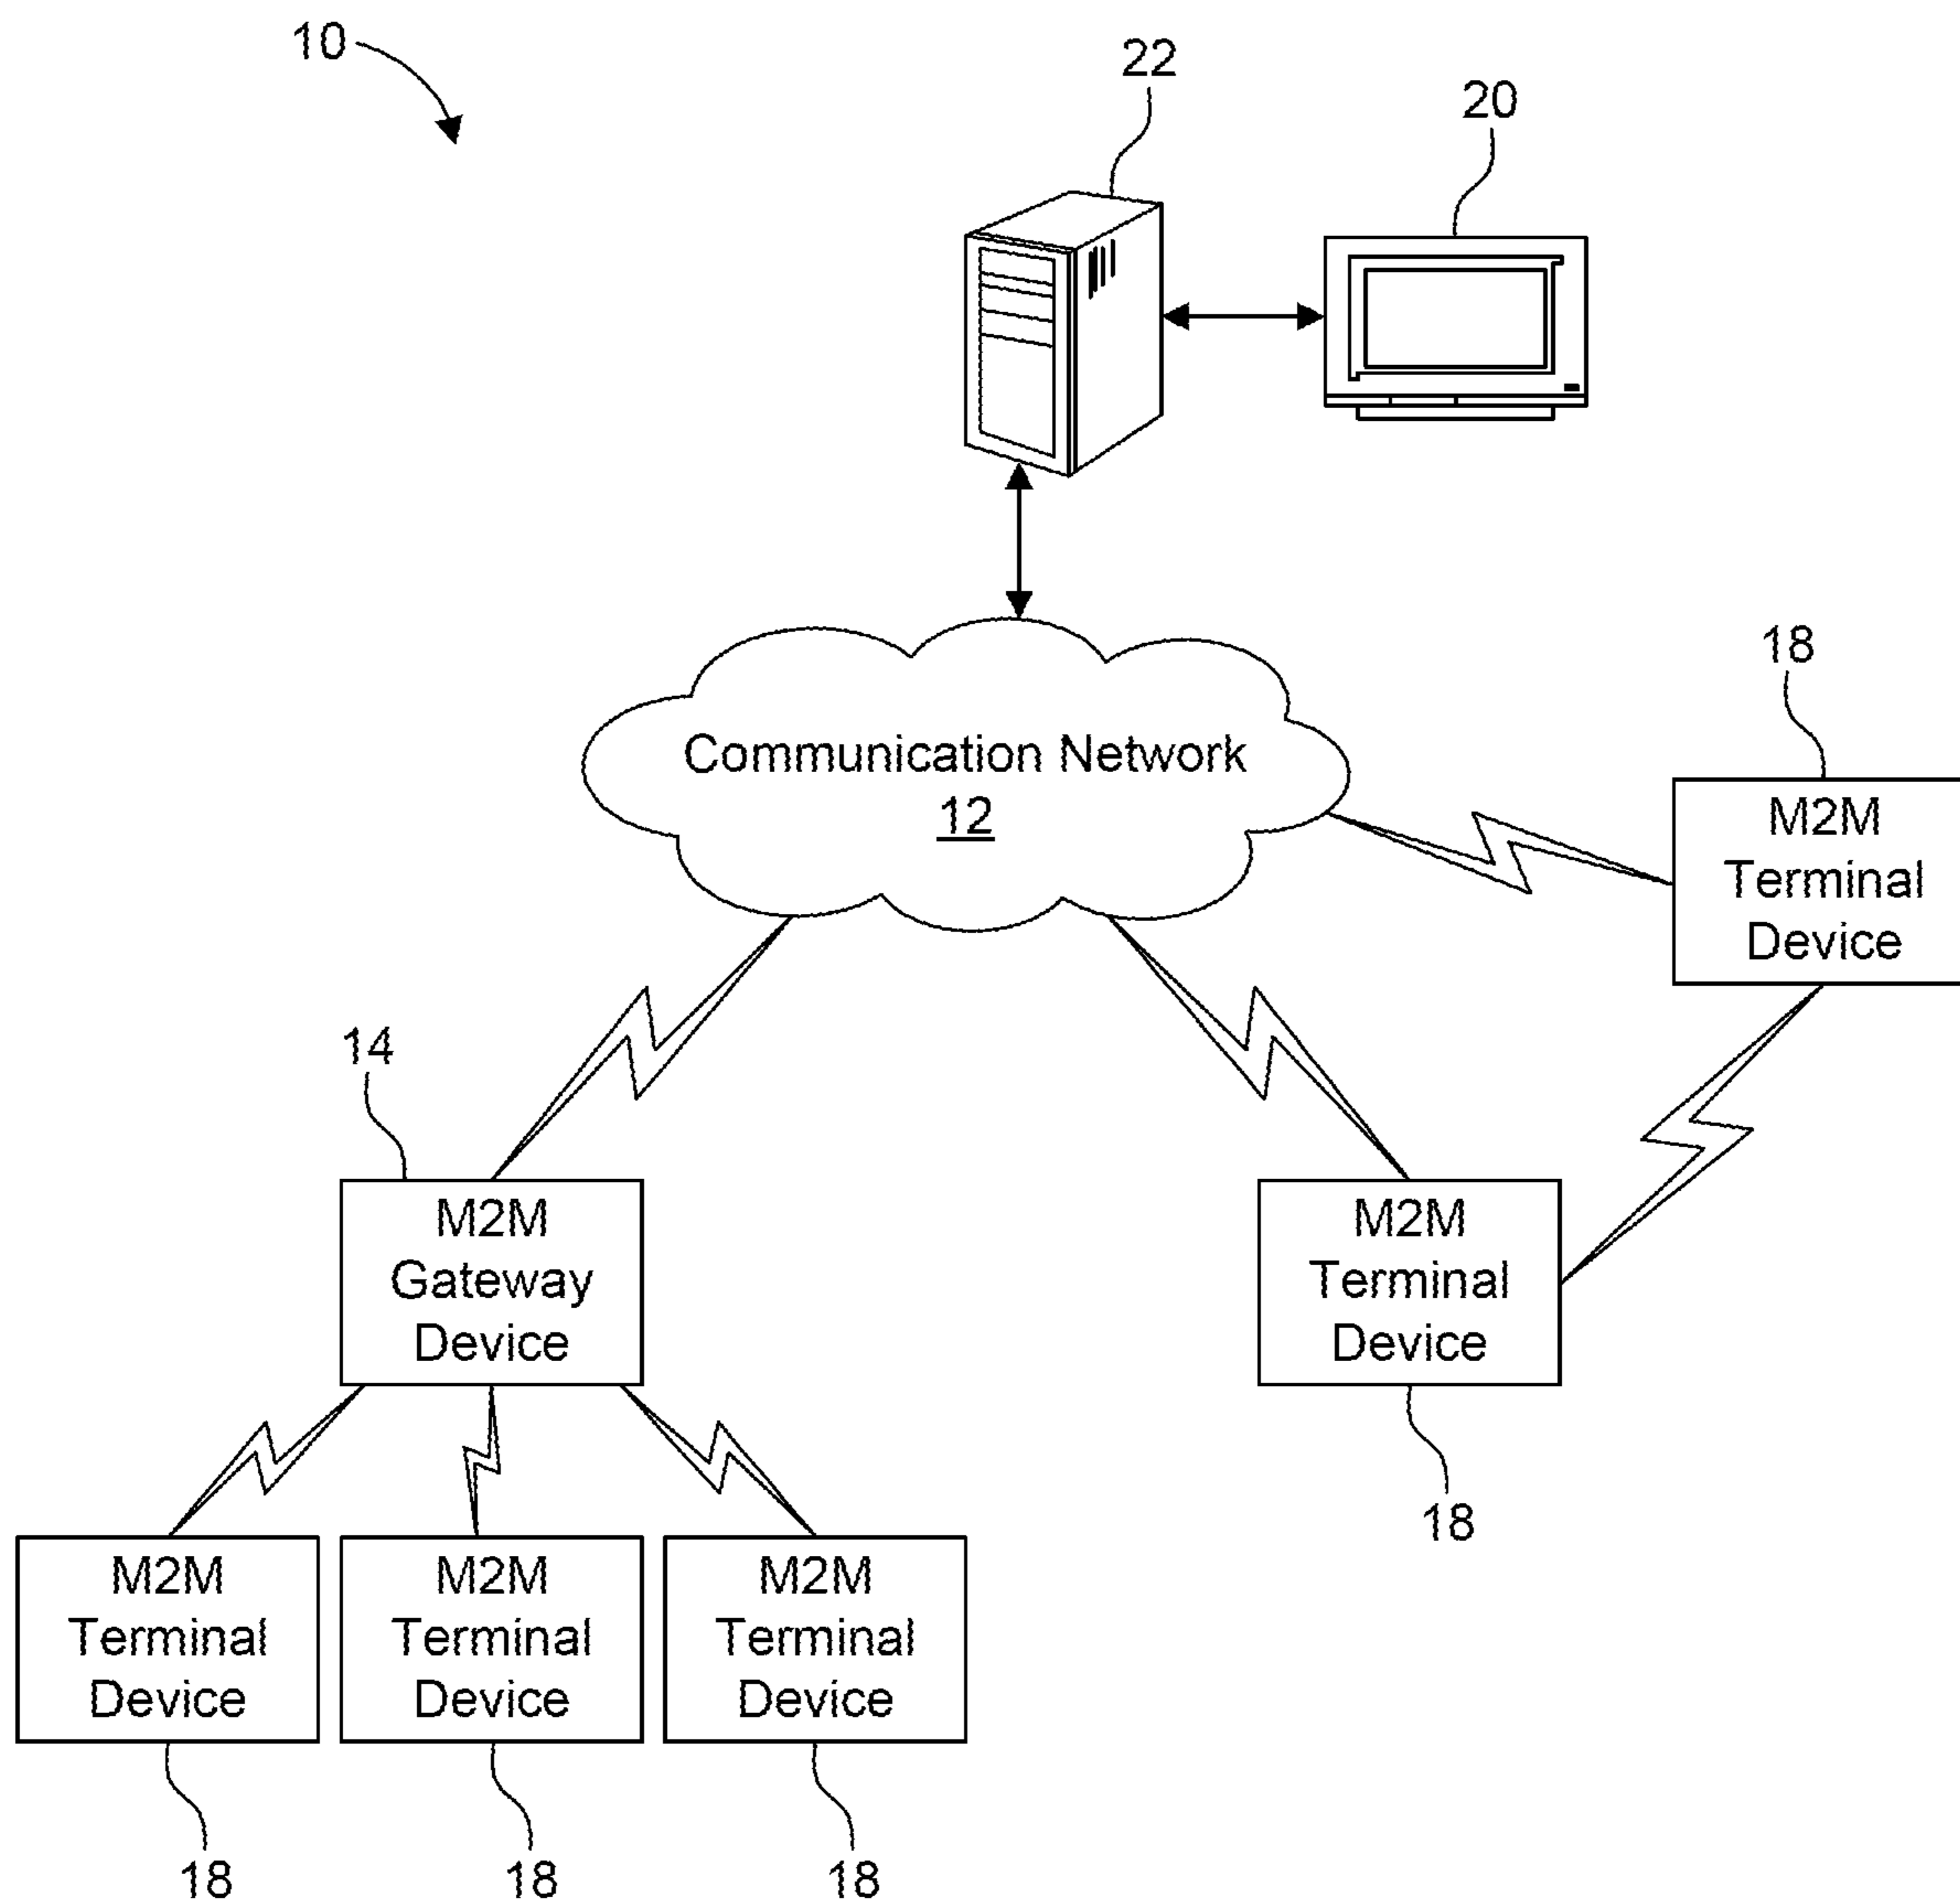 10
22
20
Communication Network
12
18
M2M
Terminal
Device
14
M2M
Gateway
Device
M2M
Terminal
Device
18
M2M
Terminal
Device
M2M
Terminal
Device
M2M
Terminal
Device
18
18
18